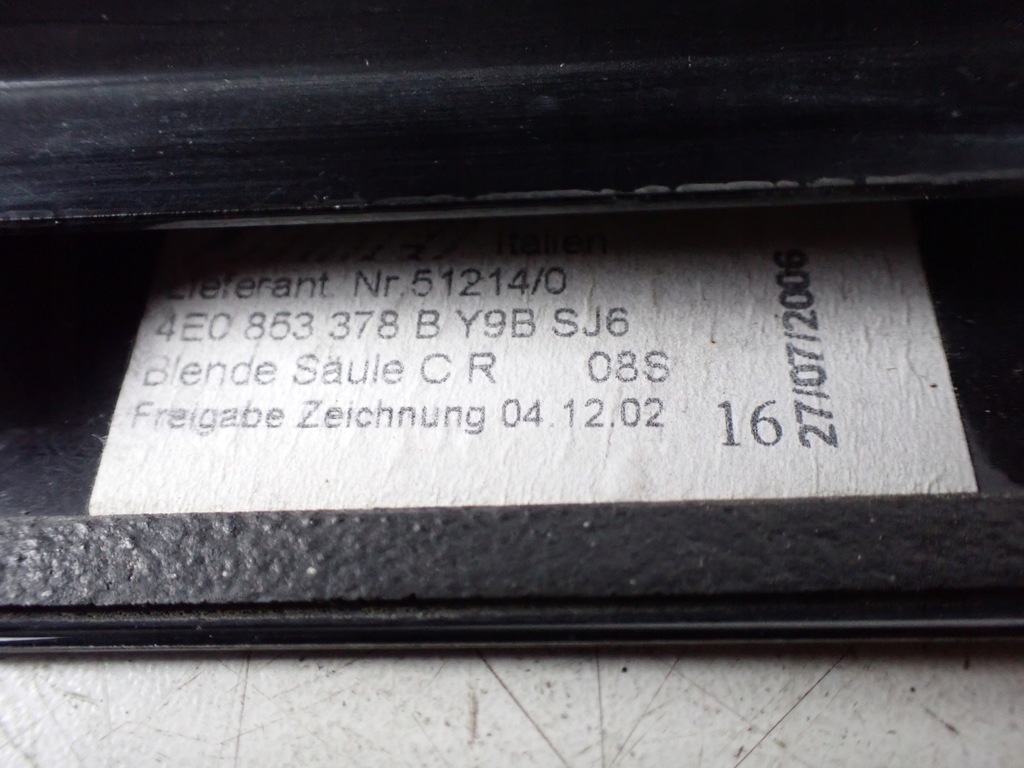 Italien
Lieferant Nr.51214/0
4E0 853 378 B Y9B SJ6
Blende Säule C R 08S
Freigabe Zeichnung 04.12.02
16
27/07/2006